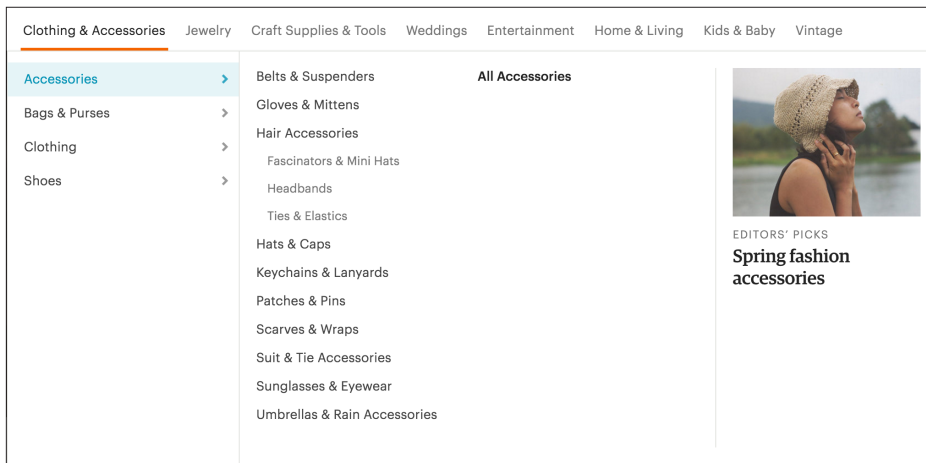 Clothing & Accessories Jewelry Craft Supplies & Tools Weddings Entertainment Home & Living Kids & Baby Vintage
Accessories
Bags & Purses
Clothing
Shoes
Belts & Suspenders
Gloves & Mittens
Hair Accessories
Fascinators & Mini Hats
Headbands
Ties & Elastics
Hats & Caps
Keychains & Lanyards
Patches & Pins
Scarves & Wraps
Suit & Tie Accessories
Sunglasses & Eyewear
Umbrellas & Rain Accessories
All Accessories
EDITORS' PICKS
Spring fashion
accessories